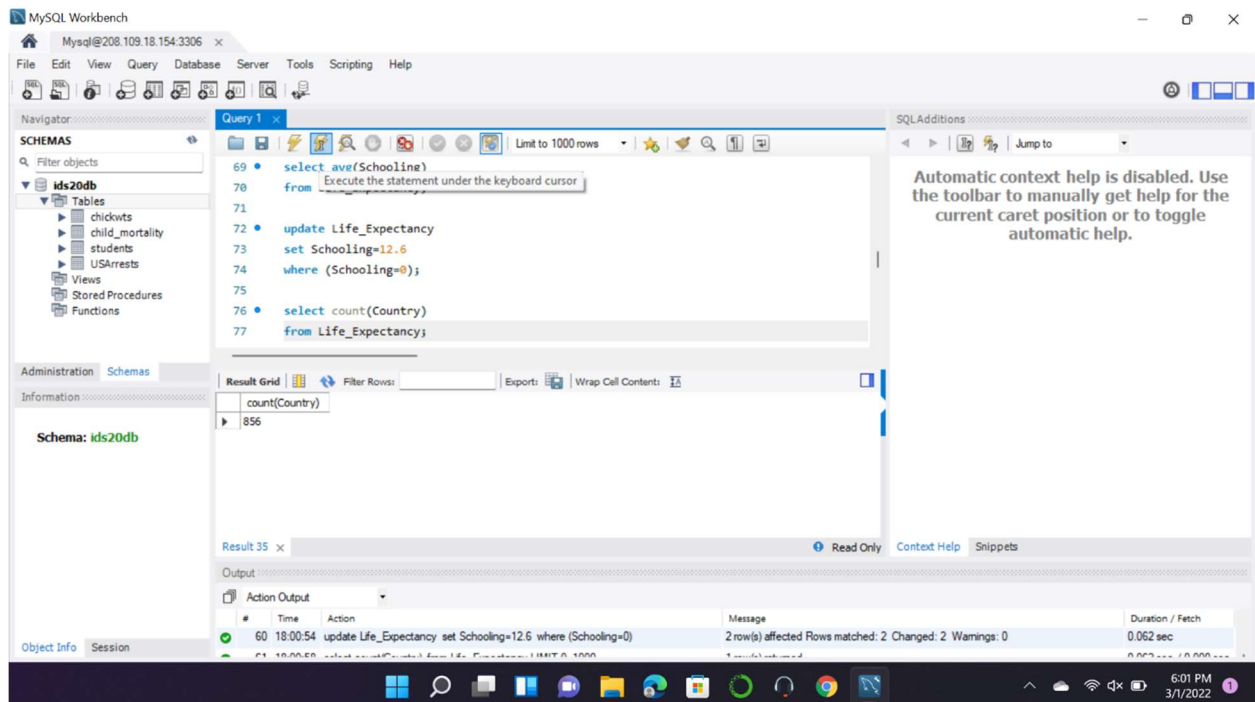 MySQL Workbench
Mysql@208.109.18.154:3306
File Edit View Query Database Server Tools Scripting Help
Navigator
SCHEMAS
Filter objects
ids20db
Tables
chickwts
child_mortality
students
USArrests
Views
Stored Procedures
Functions
Administration Schemas
Information
Schema: ids20db
Object Info Session
Query 1
Limit to 1000 rows
69 select avg(Schooling)
Execute the statement under the keyboard cursor
70 from
71
72 update Life_Expectancy
73 set Schooling=12.6
74 where (Schooling=0);
75
76 select count(Country)
77 from Life_Expectancy;
Result Grid Filter Rows: Export: Wrap Cell Content:
count(Country)
856
Result 35 Read Only
SQLAdditions
Jump to
Automatic context help is disabled. Use
the toolbar to manually get help for the
current caret position or to toggle
automatic help.
Context Help Snippets
Output
Action Output
# Time Action Message Duration / Fetch
60 18:00:54 update Life_Expectancy set Schooling=12.6 where (Schooling=0) 2 row(s) affected Rows matched: 2 Changed: 2 Warnings: 0 0.062 sec
6:01 PM
3/1/2022
1